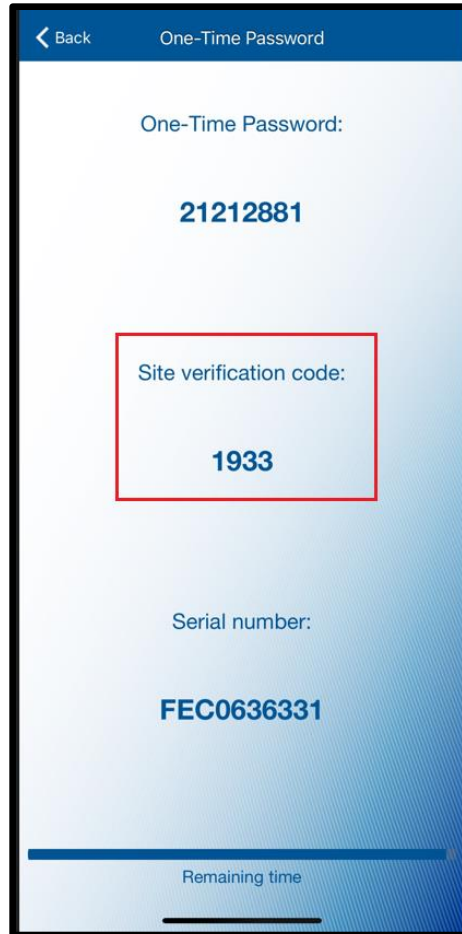 Back
One-Time Password
One-Time Password:
21212881
Site verification code:
1933
Serial number:
FEC0636331
Remaining time